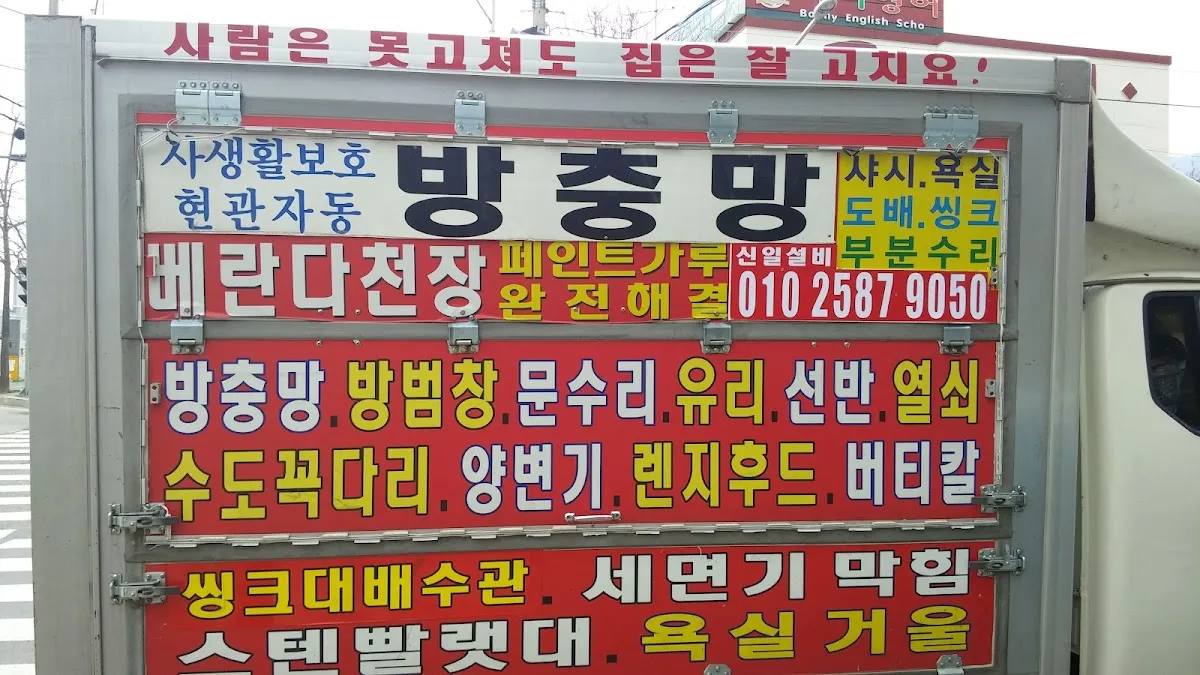 Bo ly English Scho
사람은 못고쳐도 집은 잘 고치요!
사생활보호
현관자동
방충망
샤시.욕실
도배.씽크
부분수리
베란다천장
페인트가루
완전해결
신일설비
010 2587 9050
방충망.방범창.문수리.유리.선반.열쇠
수도꼭다리.양변기.렌지후드.버티칼
씽크대배수관.세면기 막힘
스텐빨랫대.욕실거울